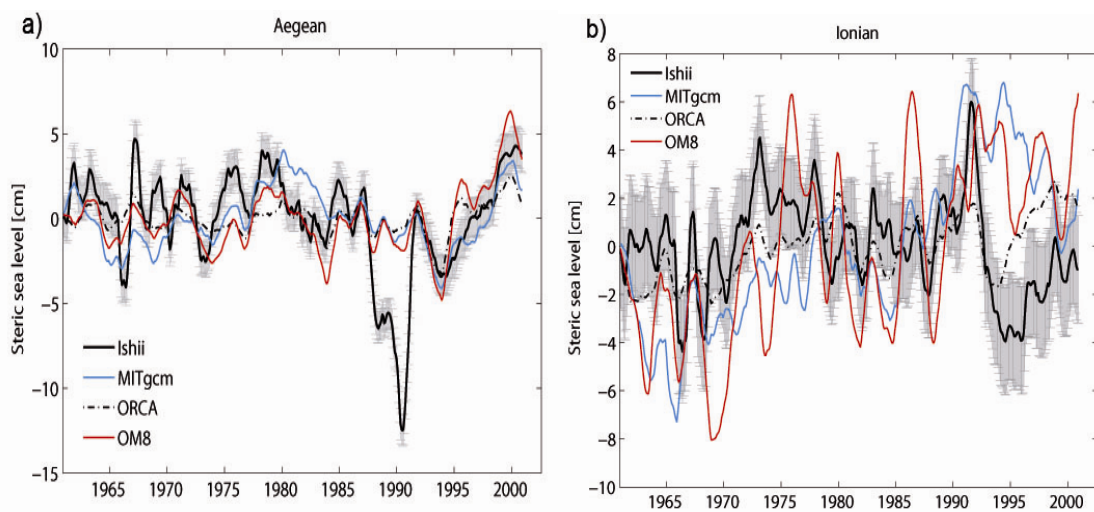 a)
Aegean
Steric sea level [cm]
10
5
0
−5
−10
−15
Ishii
MITgcm
ORCA
OM8
1965 1970 1975 1980 1985 1990 1995 2000
b)
Ionian
Steric sea level [cm]
8
6
4
2
0
−2
−4
−6
−8
−10
Ishii
MITgcm
ORCA
OM8
1965 1970 1975 1980 1985 1990 1995 2000